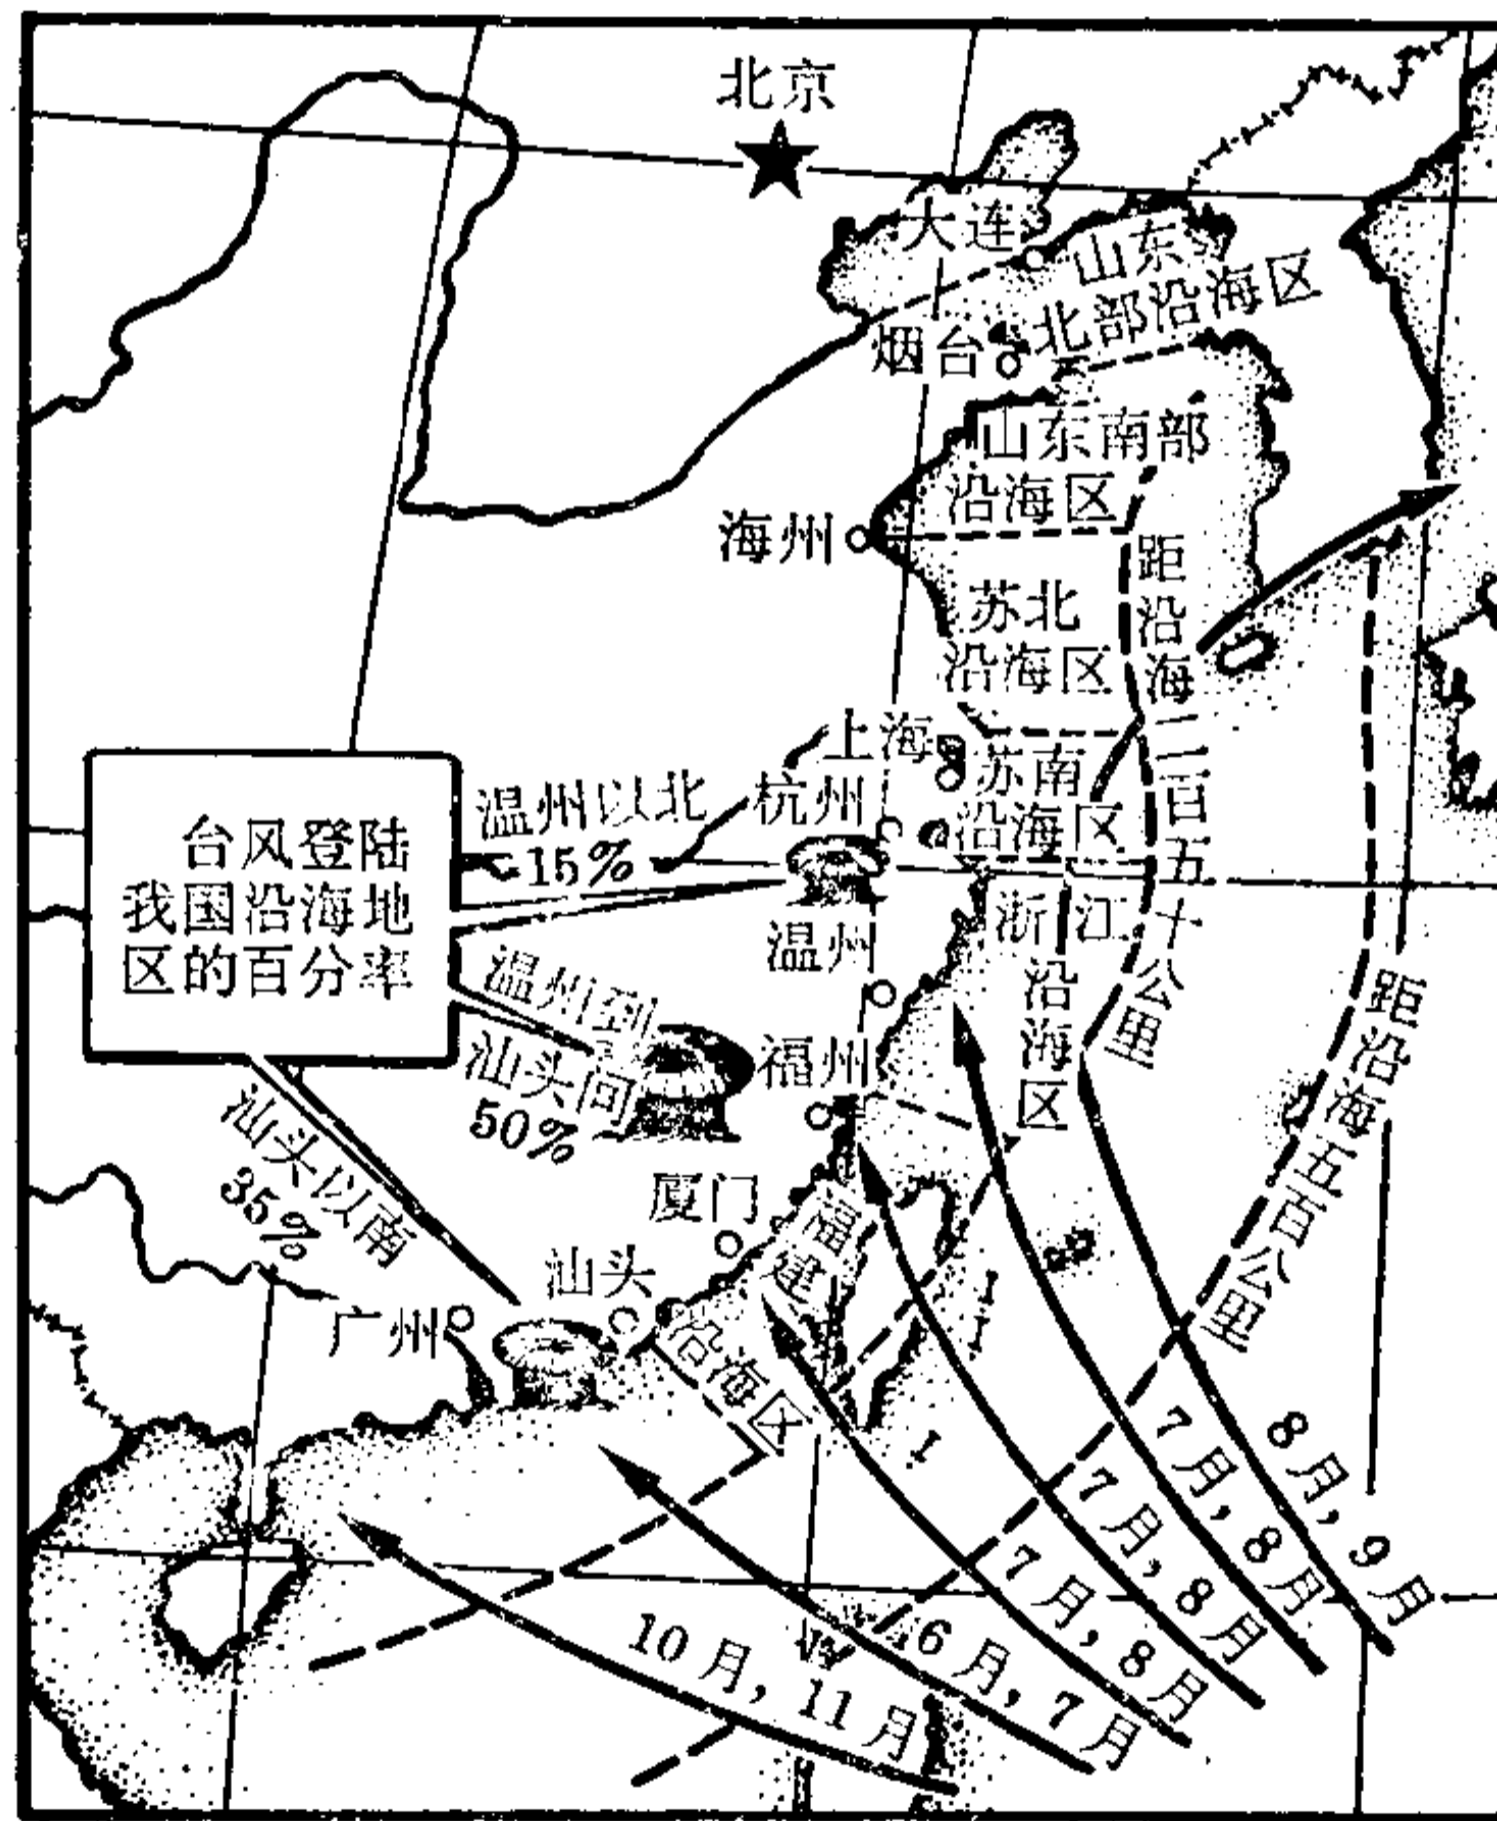 北京
大连
山东
北部沿海区
烟台
山东南部
沿海区
海州
苏北
沿海区
距沿海二百五十公里
上海
苏南
沿海区
杭州
温州以北
15%
台风登陆
我国沿海地
区的百分率
浙江
沿海区
温州
温州到
汕头间
50%
福州
距沿海五百公里
汕头以南
35%
厦门
福建
沿海区
汕头
广州
8月,9月
7月,8月
7月,8月
7月,8月
6月,7月
10月,11月